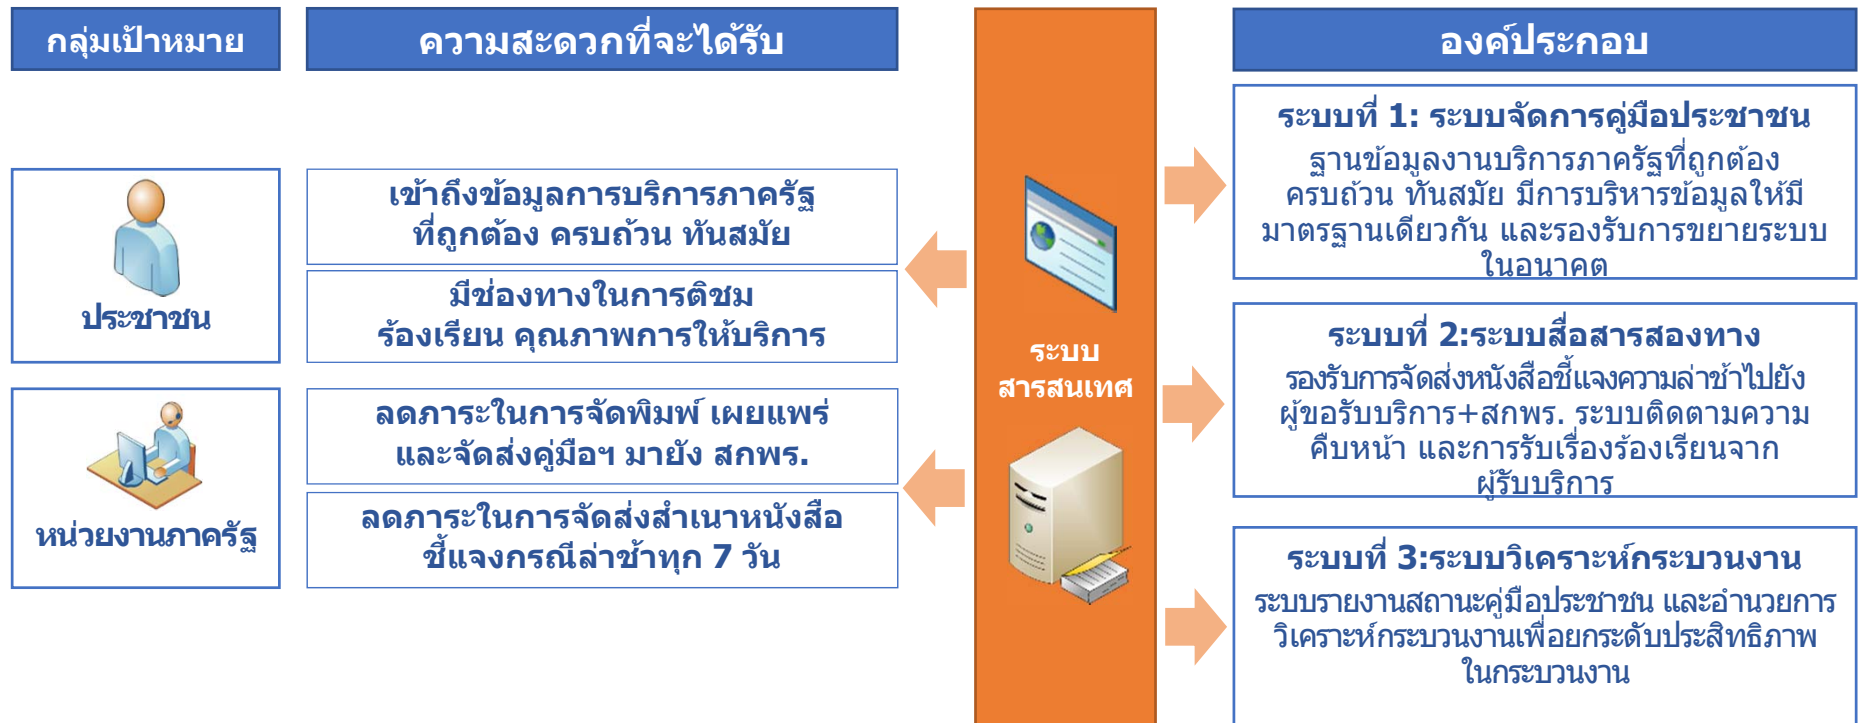 กลุ่มเป้าหมาย
ความสะดวกที่จะได้รับ
องค์ประกอบ
ประชาชน
เข้าถึงข้อมูลการบริการภาครัฐ
ที่ถูกต้อง ครบถ้วน ทันสมัย
มีช่องทางในการติชม
ร้องเรียน คุณภาพการให้บริการ
หน่วยงานภาครัฐ
ลดภาระในการจัดพิมพ์ เผยแพร่
และจัดส่งคู่มือฯ มายัง สกพร.
ลดภาระในการจัดส่งสำเนาหนังสือ
ชี้แจงกรณีล่าช้าทุก 7 วัน
ระบบ
สารสนเทศ
ระบบที่ 1: ระบบจัดการคู่มือประชาชน
ฐานข้อมูลงานบริการภาครัฐที่ถูกต้อง
ครบถ้วน ทันสมัย มีการบริหารข้อมูลให้มี
มาตรฐานเดียวกัน และรองรับการขยายระบบ
ในอนาคต
ระบบที่ 2:ระบบสื่อสารสองทาง
รองรับการจัดส่งหนังสือชี้แจงความล่าช้าไปยัง
ผู้ขอรับบริการ+สกพร. ระบบติดตามความ
คืบหน้า และการรับเรื่องร้องเรียนจาก
ผู้รับบริการ
ระบบที่ 3:ระบบวิเคราะห์กระบวนงาน
ระบบรายงานสถานะคู่มือประชาชน และอำนวยการ
วิเคราะห์กระบวนงานเพื่อยกระดับประสิทธิภาพ
ในกระบวนงาน